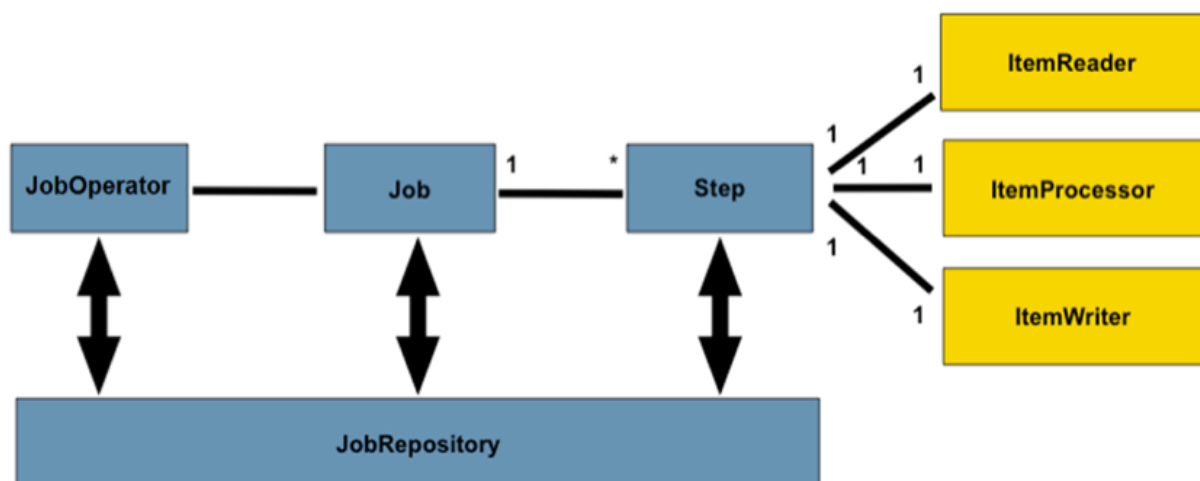 ItemReader
1
1
JobOperator
Job
1
*
Step
1
1
ItemProcessor
1
1
ItemWriter
JobRepository